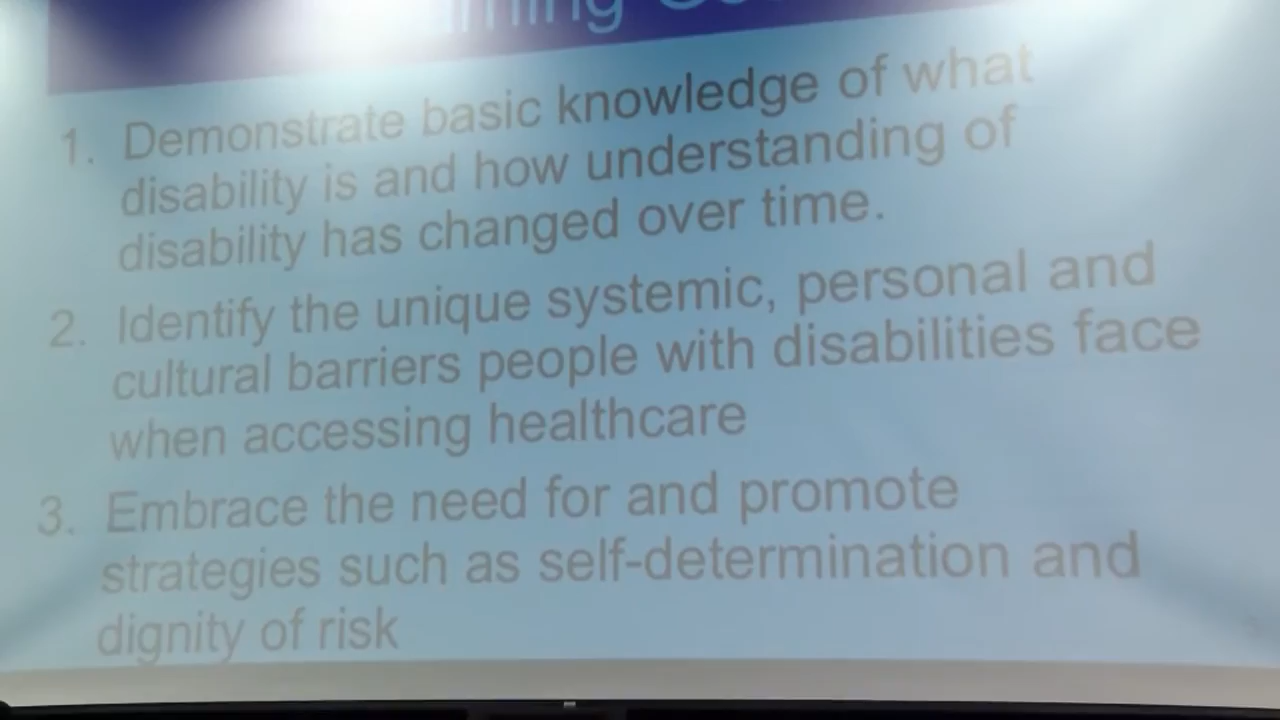 1. Demonstrate basic knowledge of what
disability is and how understanding of
disability has changed over time.
2. Identify the unique systemic, personal and
cultural barriers people with disabilities face
when accessing healthcare
3. Embrace the need for and promote
strategies such as self-determination and
dignity of risk